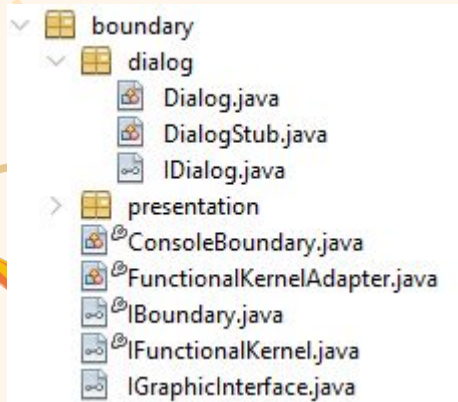 boundary
dialog
Dialog.java
DialogStub.java
IDialog.java
presentation
ConsoleBoundary.java
FunctionalKernelAdapter.java
IBoundary.java
IFunctionalKernel.java
IGraphicInterface.java